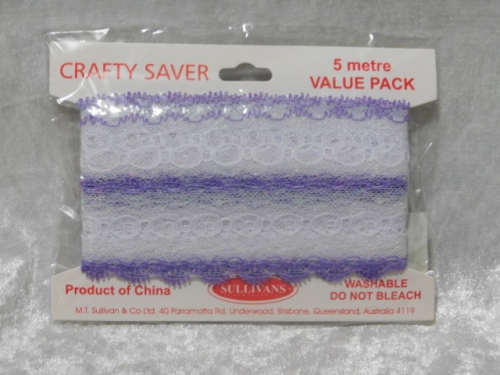 CRAFTY SAVER
5 metre
VALUE PACK
Product of China
SULLIVANS
WASHABLE
DO NOT BLEACH
M.T. Sullivan & Co Ltd, 40 Parramatta Rd, Underwood, Brisbane, Queensland, Australia 4119